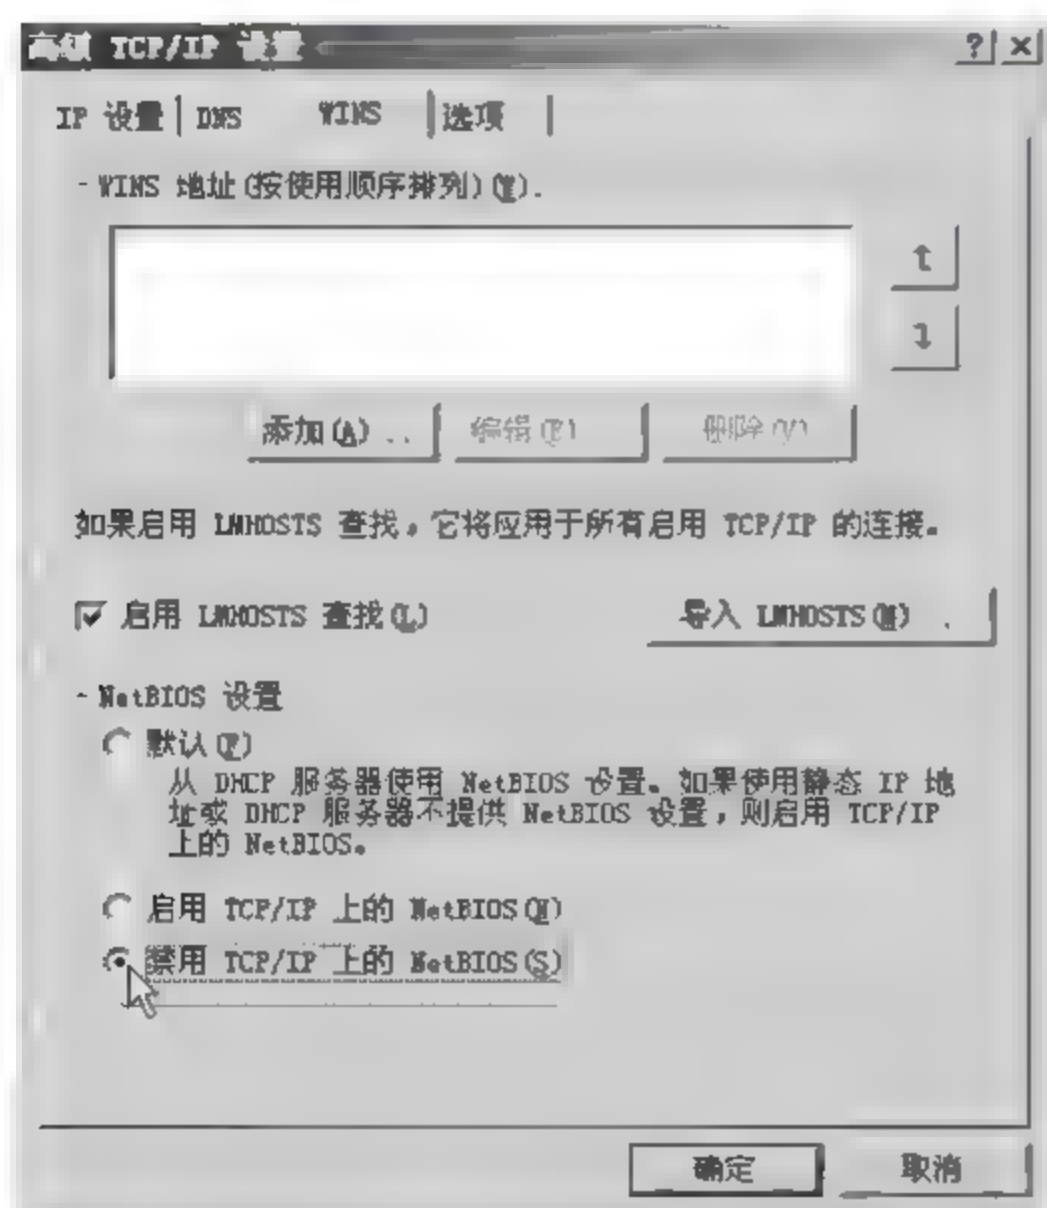 高级 TCP/IP 设置
? ×
IP 设置 DNS WINS 选项
WINS 地址(按使用顺序排列)(W).
添加(A)..
编辑(E)
删除(V)
如果启用 LMHOSTS 查找，它将应用于所有启用 TCP/IP 的连接。
启用 LMHOSTS 查找(L)
导入 LMHOSTS(M) .
NetBIOS 设置
默认(F)
从 DHCP 服务器使用 NetBIOS 设置。如果使用静态 IP 地
址或 DHCP 服务器不提供 NetBIOS 设置，则启用 TCP/IP
上的 NetBIOS。
启用 TCP/IP 上的 NetBIOS(N)
禁用 TCP/IP 上的 NetBIOS(S)
确定
取消